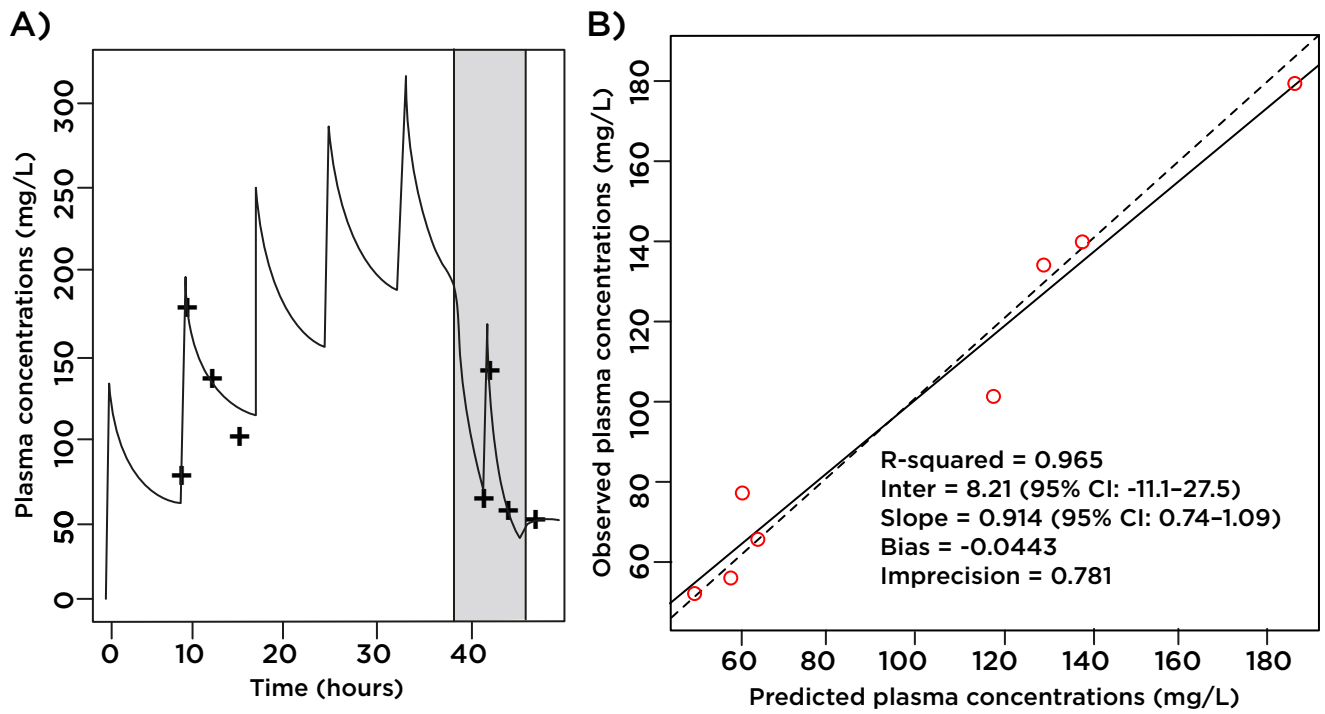 A)
Plasma concentrations (mg/L)
300
250
200
150
100
50
0
0 10 20 30 40
Time (hours)
B)
Observed plasma concentrations (mg/L)
180
160
140
120
100
80
60
R-squared = 0.965
Inter = 8.21 (95% CI: -11.1–27.5)
Slope = 0.914 (95% CI: 0.74–1.09)
Bias = -0.0443
Imprecision = 0.781
60 80 100 120 140 160 180
Predicted plasma concentrations (mg/L)